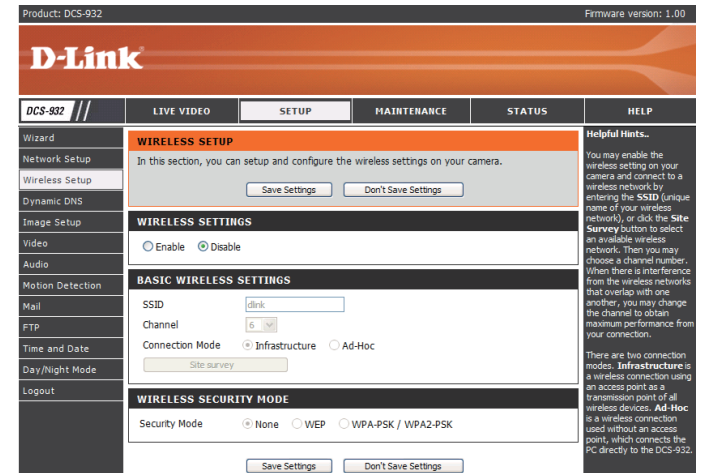 Product: DCS-932 Firmware version: 1.00
D-Link
DCS-932 // LIVE VIDEO SETUP MAINTENANCE STATUS HELP
Wizard
Network Setup
Wireless Setup
Dynamic DNS
Image Setup
Video
Audio
Motion Detection
Mail
FTP
Time and Date
Day/Night Mode
Logout
WIRELESS SETUP
In this section, you can setup and configure the wireless settings on your camera.
Save Settings Don't Save Settings
WIRELESS SETTINGS
Enable Disable
BASIC WIRELESS SETTINGS
SSID dlink
Channel 6
Connection Mode Infrastructure Ad-Hoc
Site survey
WIRELESS SECURITY MODE
Security Mode None WEP WPA-PSK / WPA2-PSK
Save Settings Don't Save Settings
Helpful Hints..
You may enable the
wireless setting on your
camera and connect to a
wireless network by
entering the SSID (unique
name of your wireless
network), or click the Site
Survey button to select
an available wireless
network. Then you may
choose a channel number.
When there is interference
from the wireless networks
that overlap with one
another, you may change
the channel to obtain
maximum performance from
your connection.
There are two connection
modes. Infrastructure is
a wireless connection using
an access point as a
transmission point of all
wireless devices. Ad-Hoc
is a wireless connection
used without an access
point, which connects the
PC directly to the DCS-932.